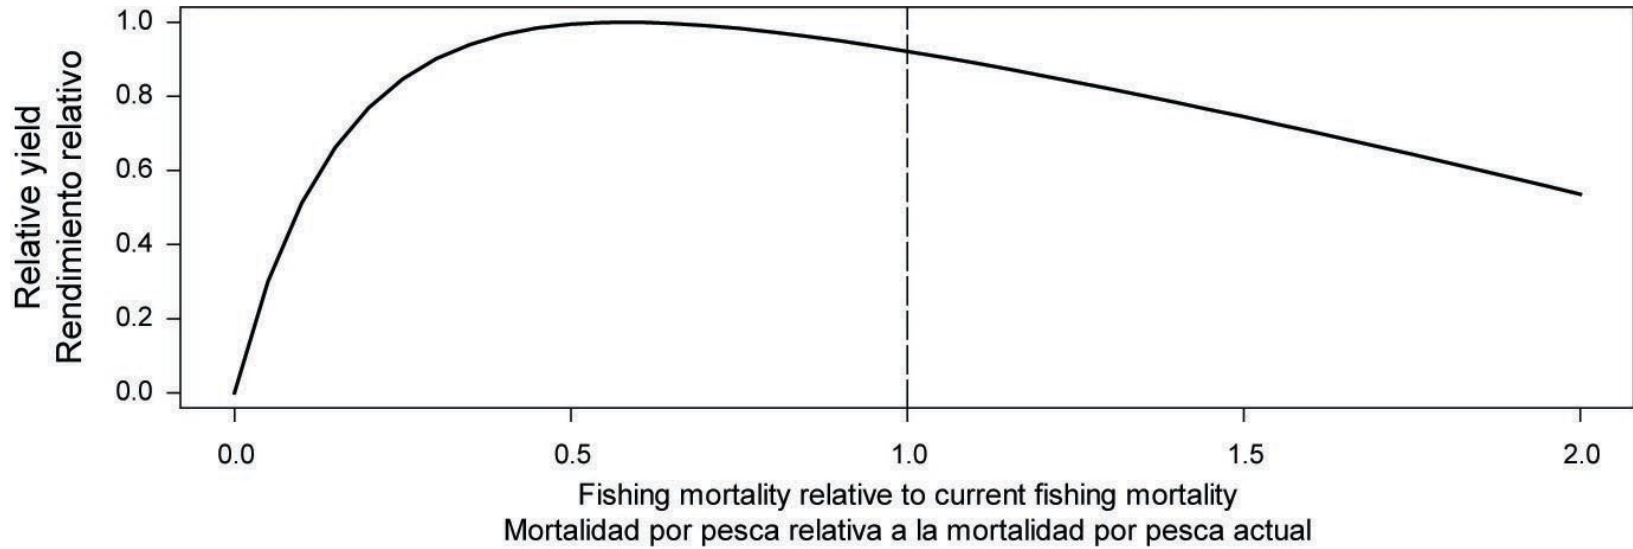 Relative yield
Rendimiento relativo
1.0
0.8
0.6
0.4
0.2
0.0
0.0 0.5 1.0 1.5 2.0
Fishing mortality relative to current fishing mortality
Mortalidad por pesca relativa a la mortalidad por pesca actual